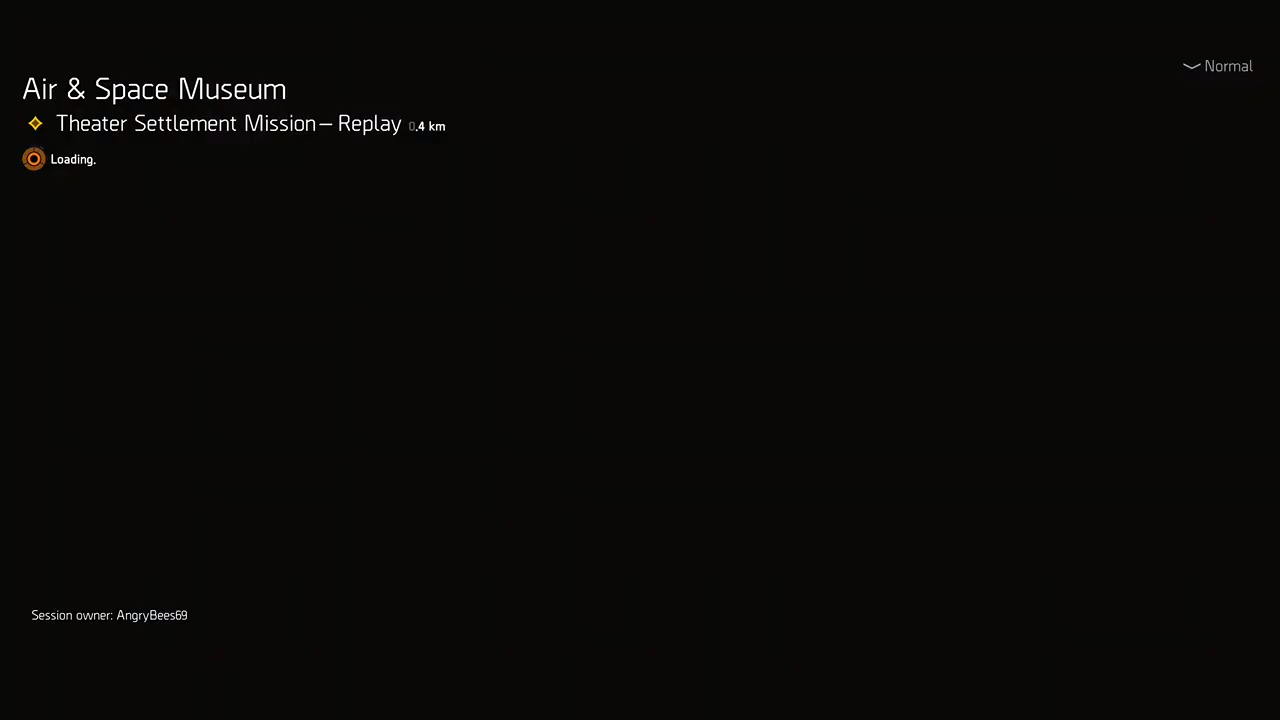 Normal
Air & Space Museum
Theater Settlement Mission – Replay 0.4 km
Loading.
Session owner: AngryBees69